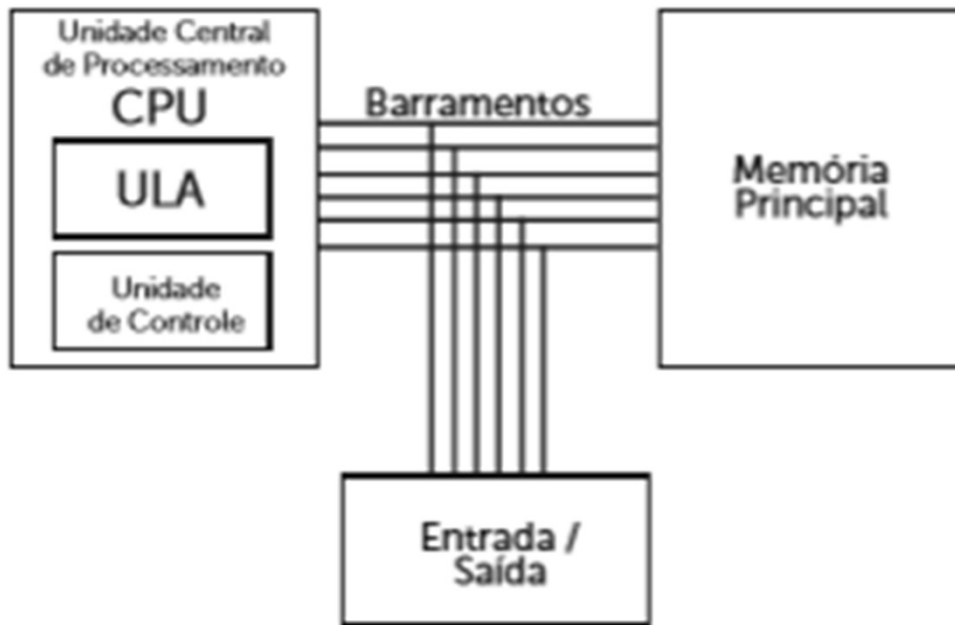 Unidade Central
de Processamento
CPU
ULA
Unidade
de Controle
Barramentos
Memória
Principal
Entrada /
Saída